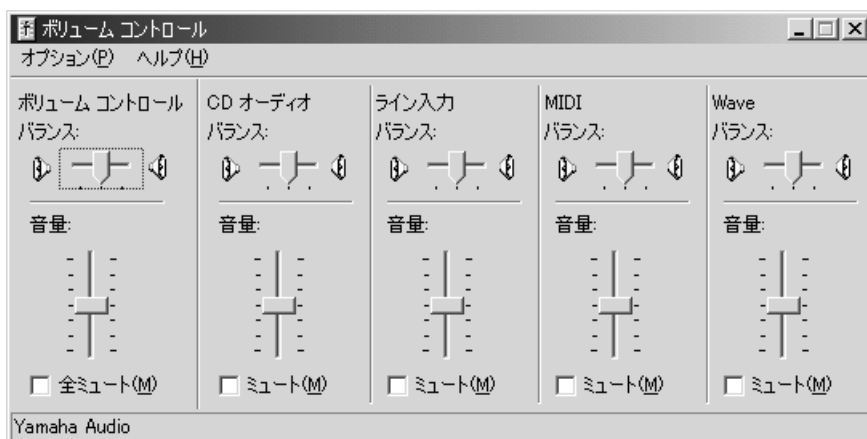 ボリューム コントロール
オプション(P) ヘルプ(H)
ボリューム コントロール
バランス:
音量:
全ミュート(M)
CD オーディオ
バランス:
音量:
ミュート(M)
ライン入力
バランス:
音量:
ミュート(M)
MIDI
バランス:
音量:
ミュート(M)
Wave
バランス:
音量:
ミュート(M)
Yamaha Audio